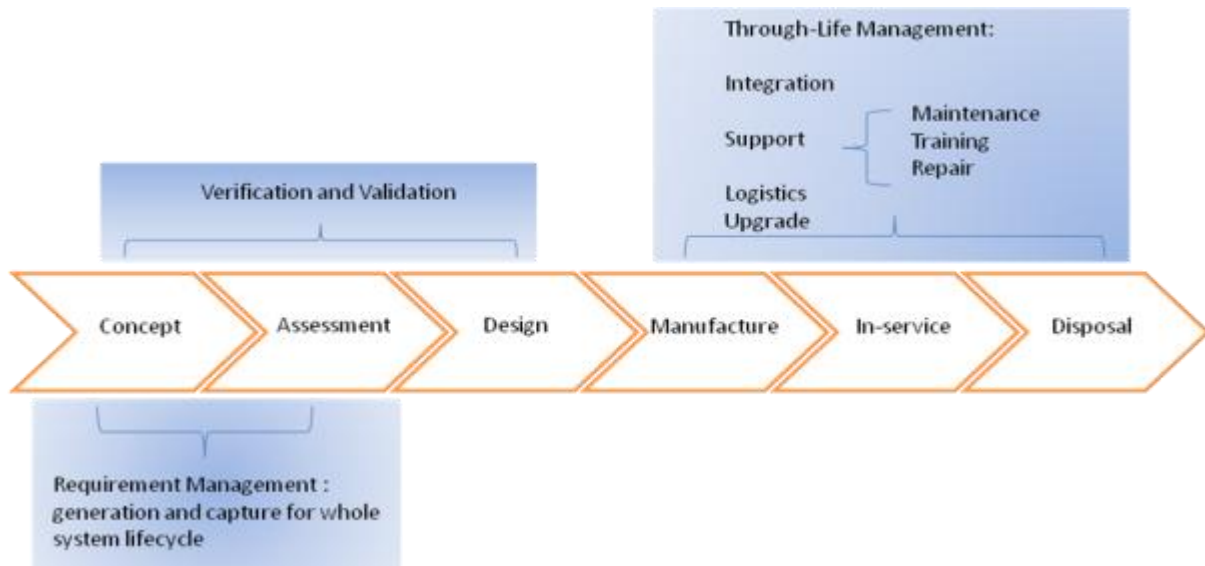 Through-Life Management:
Integration
Support
Maintenance
Training
Repair
Logistics
Upgrade
Verification and Validation
Concept
Assessment
Design
Manufacture
In-service
Disposal
Requirement Management :
generation and capture for whole
system lifecycle